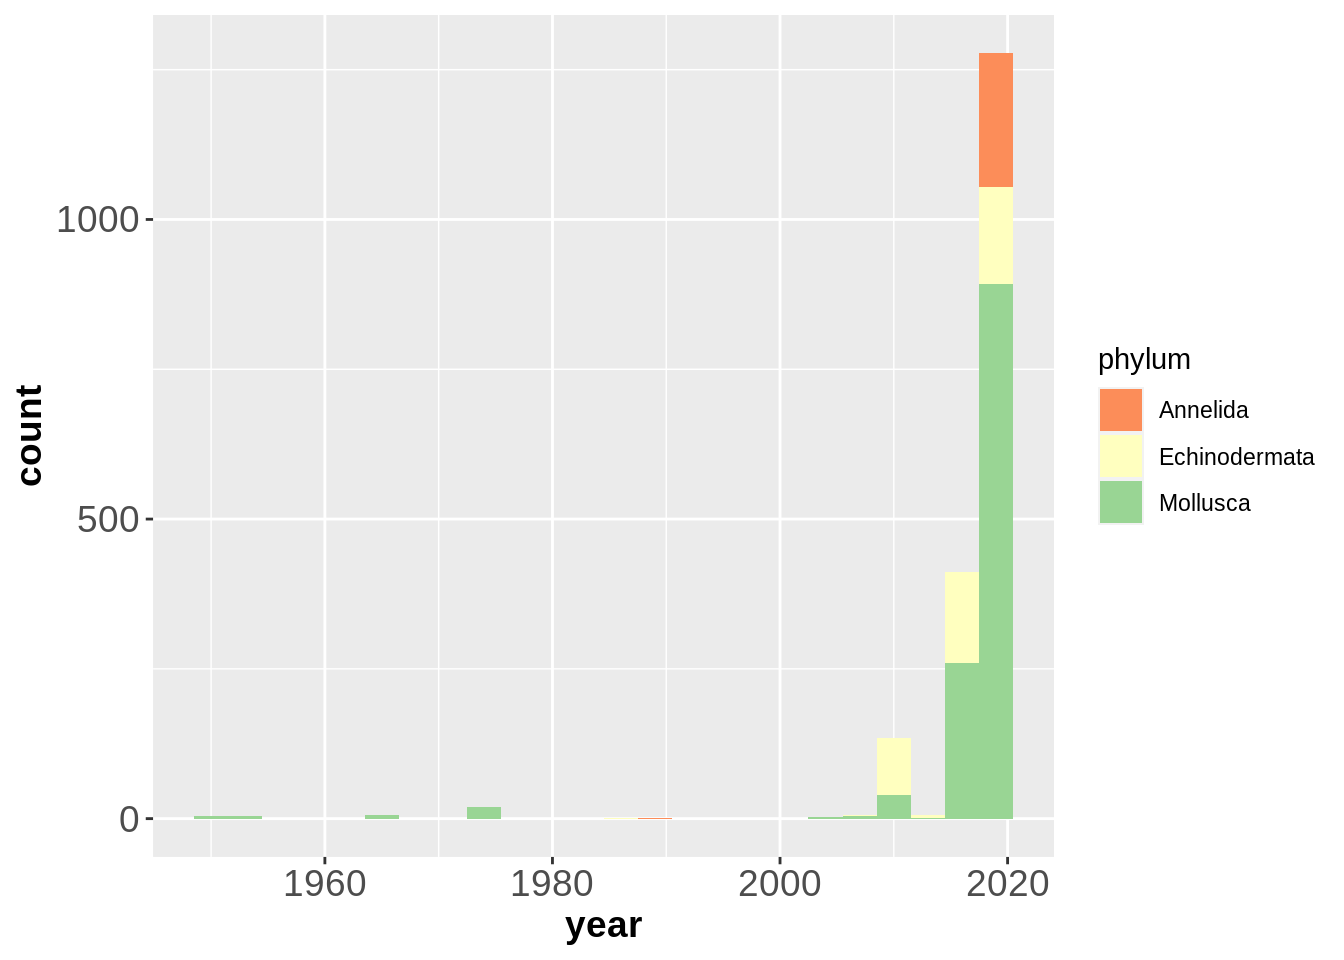 1000
500
0
count
1960 1980 2000 2020
year
phylum
Annelida
Echinodermata
Mollusca